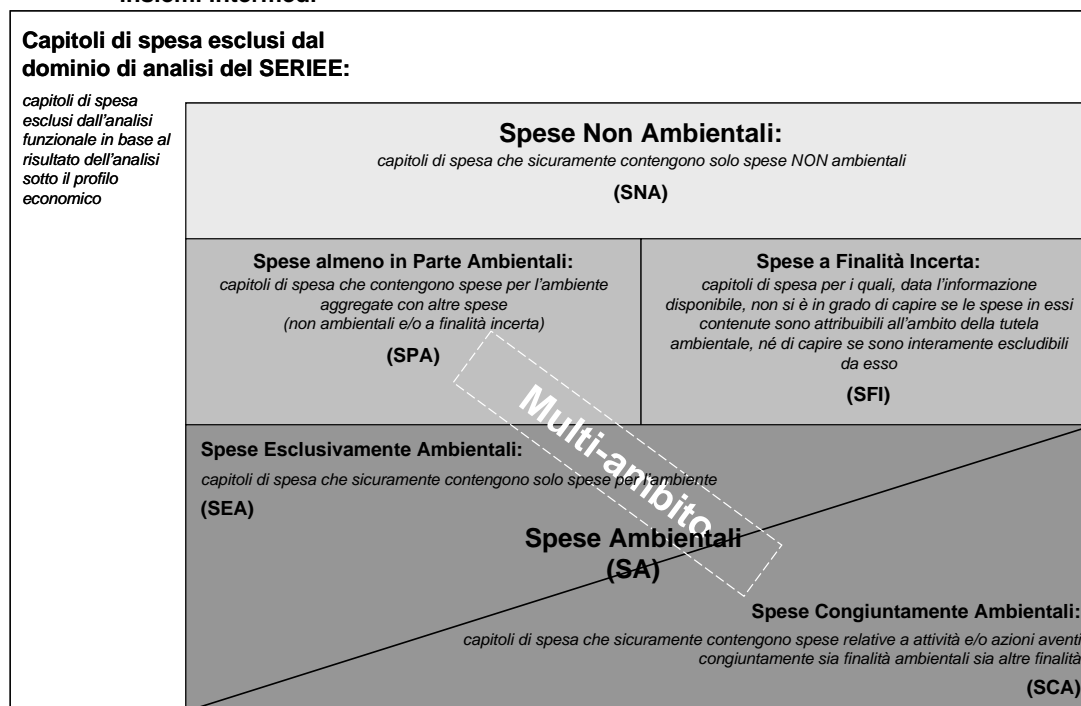 insiemi intermedi
Capitoli di spesa esclusi dal
dominio di analisi del SERIEE:
capitoli di spesa
esclusi dall'analisi
funzionale in base al
risultato dell'analisi
sotto il profilo
economico
Spese Non Ambientali:
capitoli di spesa che sicuramente contengono solo spese NON ambientali
(SNA)
Spese almeno in Parte Ambientali:
capitoli di spesa che contengono spese per l'ambiente
aggregate con altre spese
(non ambientali e/o a finalità incerta)
(SPA)
Spese a Finalità Incerta:
capitoli di spesa per i quali, data l'informazione
disponibile, non si è in grado di capire se le spese in essi
contenute sono attribuibili all'ambito della tutela
ambientale, né di capire se sono interamente escludibili
da esso
(SFI)
Multi-ambito
Spese Esclusivamente Ambientali:
capitoli di spesa che sicuramente contengono solo spese per l'ambiente
(SEA)
Spese Ambientali
(SA)
Spese Congiuntamente Ambientali:
capitoli di spesa che sicuramente contengono spese relative a attività e/o azioni aventi
congiuntamente sia finalità ambientali sia altre finalità
(SCA)